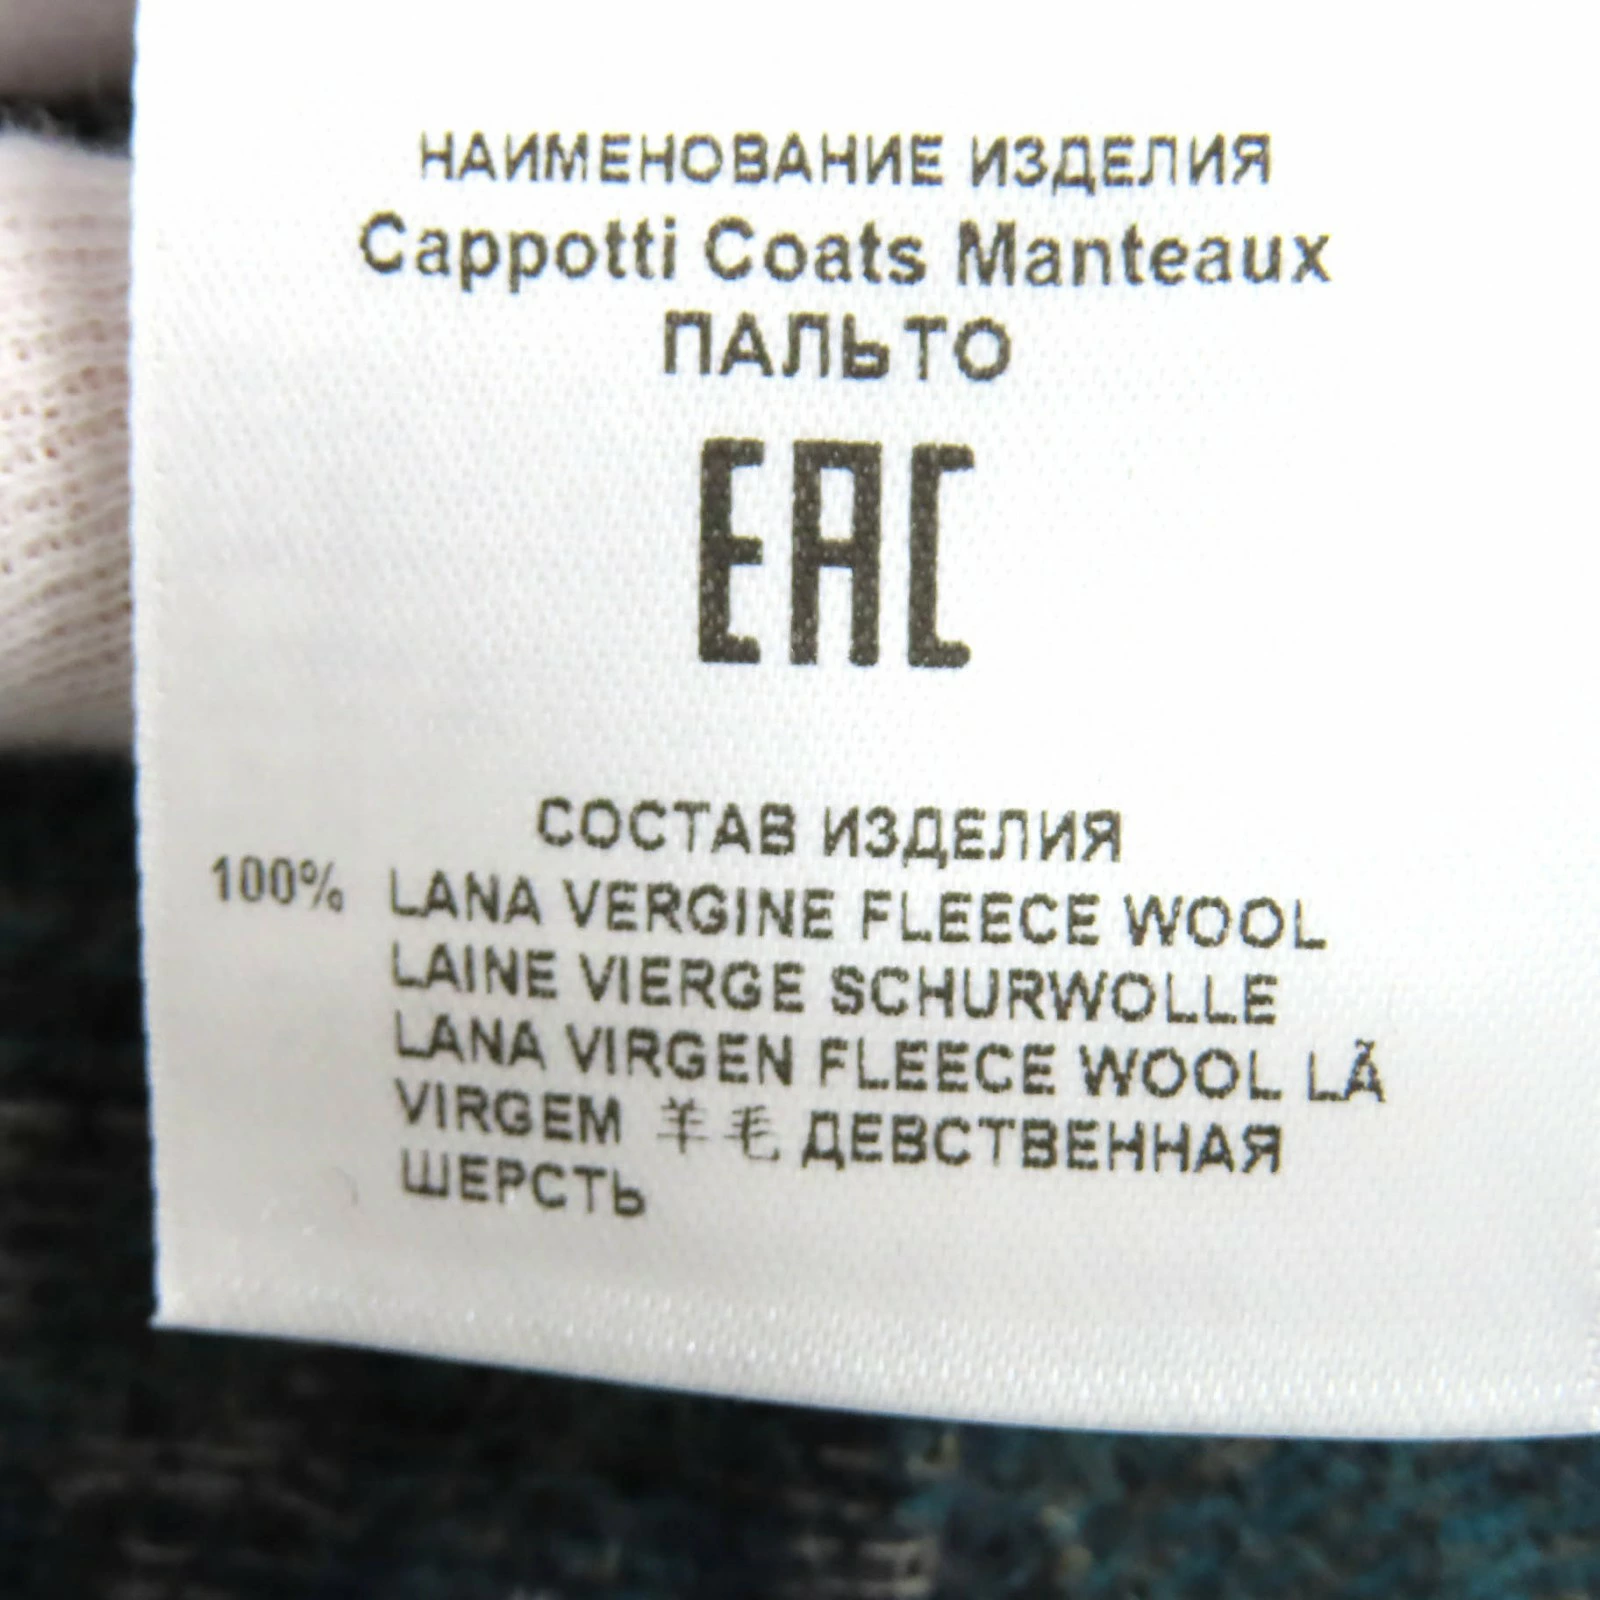 НАИМЕНОВАНИЕ ИЗДЕЛИЯ
Cappotti Coats Manteaux
ПАЛЬТО
EAC
СОСТАВ ИЗДЕЛИЯ
100% LANA VERGINE FLEECE WOOL
LAINE VIERGE SCHURWOLLE
LANA VIRGEN FLEECE WOOL LÃ
VIRGEM 羊毛 ДЕВСТВЕННАЯ
ШЕРСТЬ